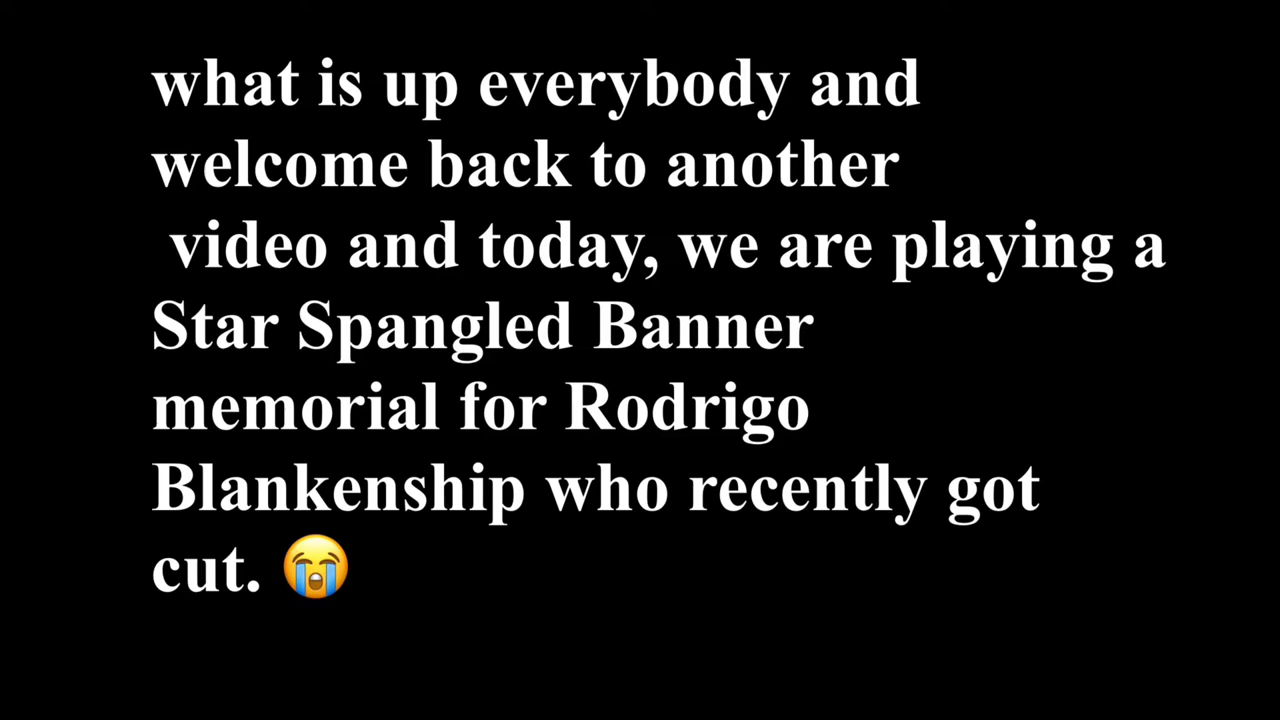 what is up everybody and
welcome back to another
video and today, we are playing a
Star Spangled Banner
memorial for Rodrigo
Blankenship who recently got
cut. 😭